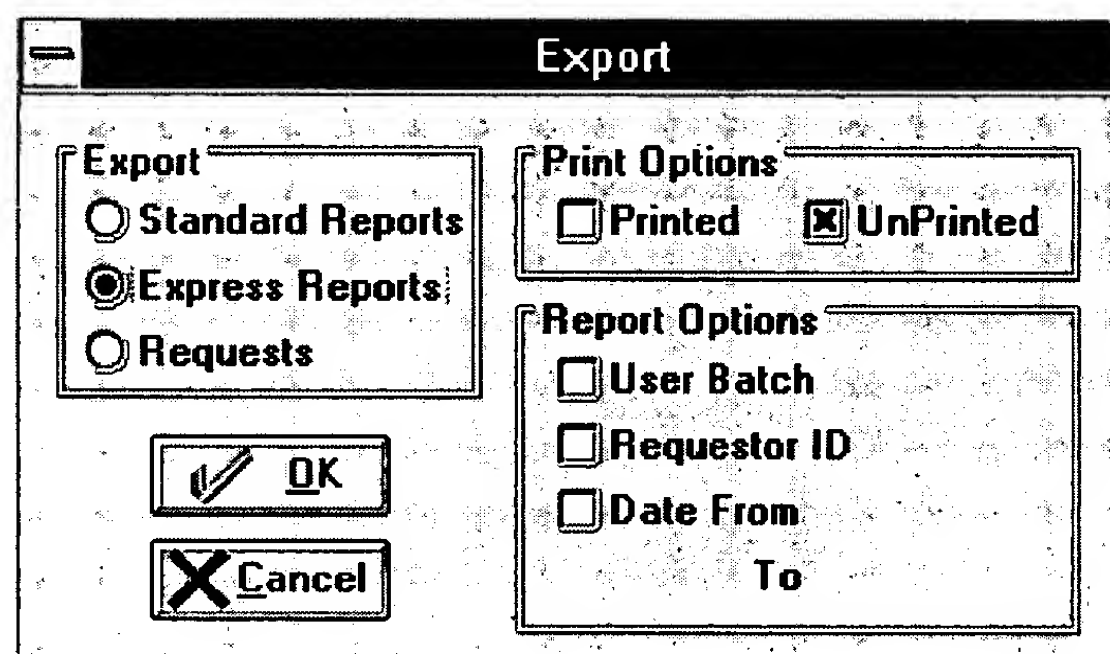 Export
Export
Standard Reports
Express Reports
Requests
OK
Cancel
Print Options
Printed
UnPrinted
Report Options
User Batch
Requestor ID
Date From
To